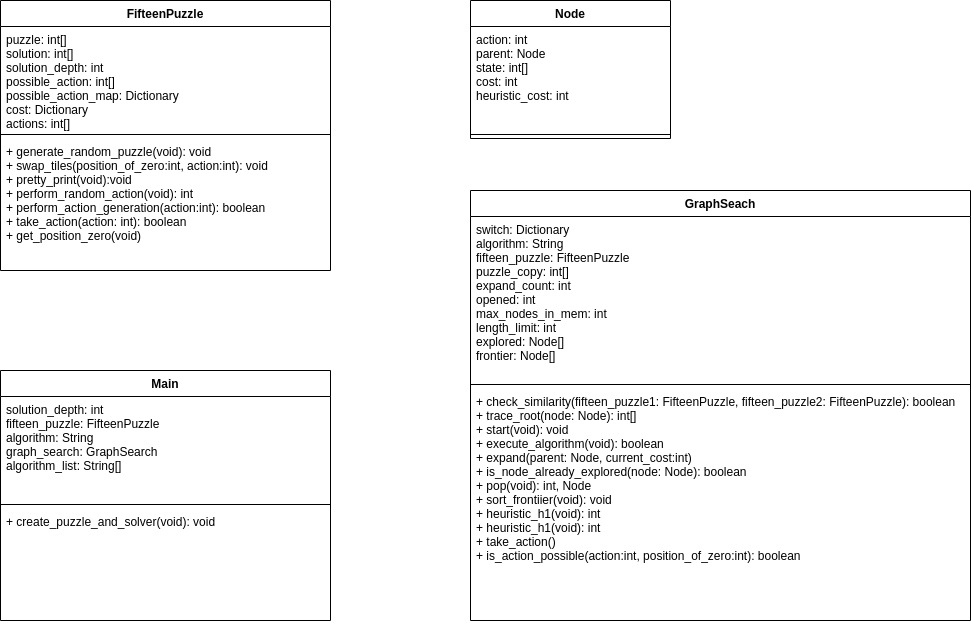 FifteenPuzzle
puzzle: int[]
solution: int[]
solution_depth: int
possible_action: int[]
possible_action_map: Dictionary
cost: Dictionary
actions: int[]
+ generate_random_puzzle(void): void
+ swap_tiles(position_of_zero:int, action:int): void
+ pretty_print(void):void
+ perform_random_action(void): int
+ perform_action_generation(action:int): boolean
+ take_action(action: int): boolean
+ get_position_zero(void)
Node
action: int
parent: Node
state: int[]
cost: int
heuristic_cost: int
GraphSeach
switch: Dictionary
algorithm: String
fifteen_puzzle: FifteenPuzzle
puzzle_copy: int[]
expand_count: int
opened: int
max_nodes_in_mem: int
length_limit: int
explored: Node[]
frontier: Node[]
+ check_similarity(fifteen_puzzle1: FifteenPuzzle, fifteen_puzzle2: FifteenPuzzle): boolean
+ trace_root(node: Node): int[]
+ start(void): void
+ execute_algorithm(void): boolean
+ expand(parent: Node, current_cost:int)
+ is_node_already_explored(node: Node): boolean
+ pop(void): int, Node
+ sort_frontiier(void): void
+ heuristic_h1(void): int
+ heuristic_h1(void): int
+ take_action()
+ is_action_possible(action:int, position_of_zero:int): boolean
Main
solution_depth: int
fifteen_puzzle: FifteenPuzzle
algorithm: String
graph_search: GraphSearch
algorithm_list: String[]
+ create_puzzle_and_solver(void): void